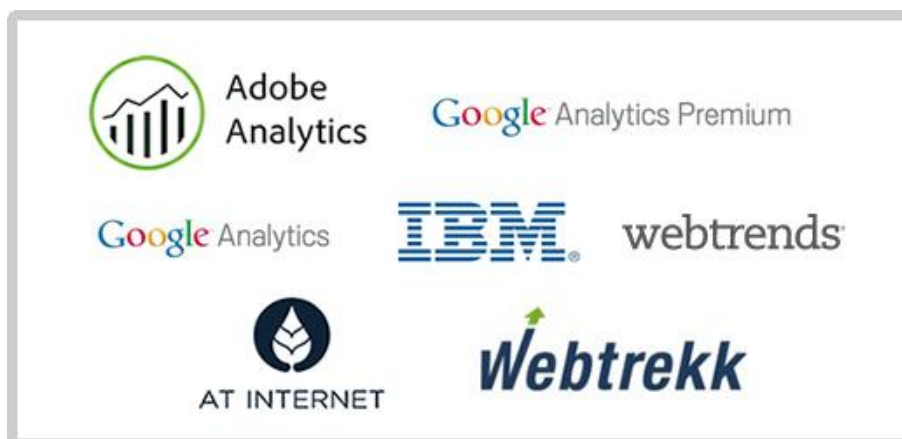 Adobe
Analytics
Google Analytics Premium
Google Analytics
IBM®
webtrends
AT INTERNET
Webtrekk